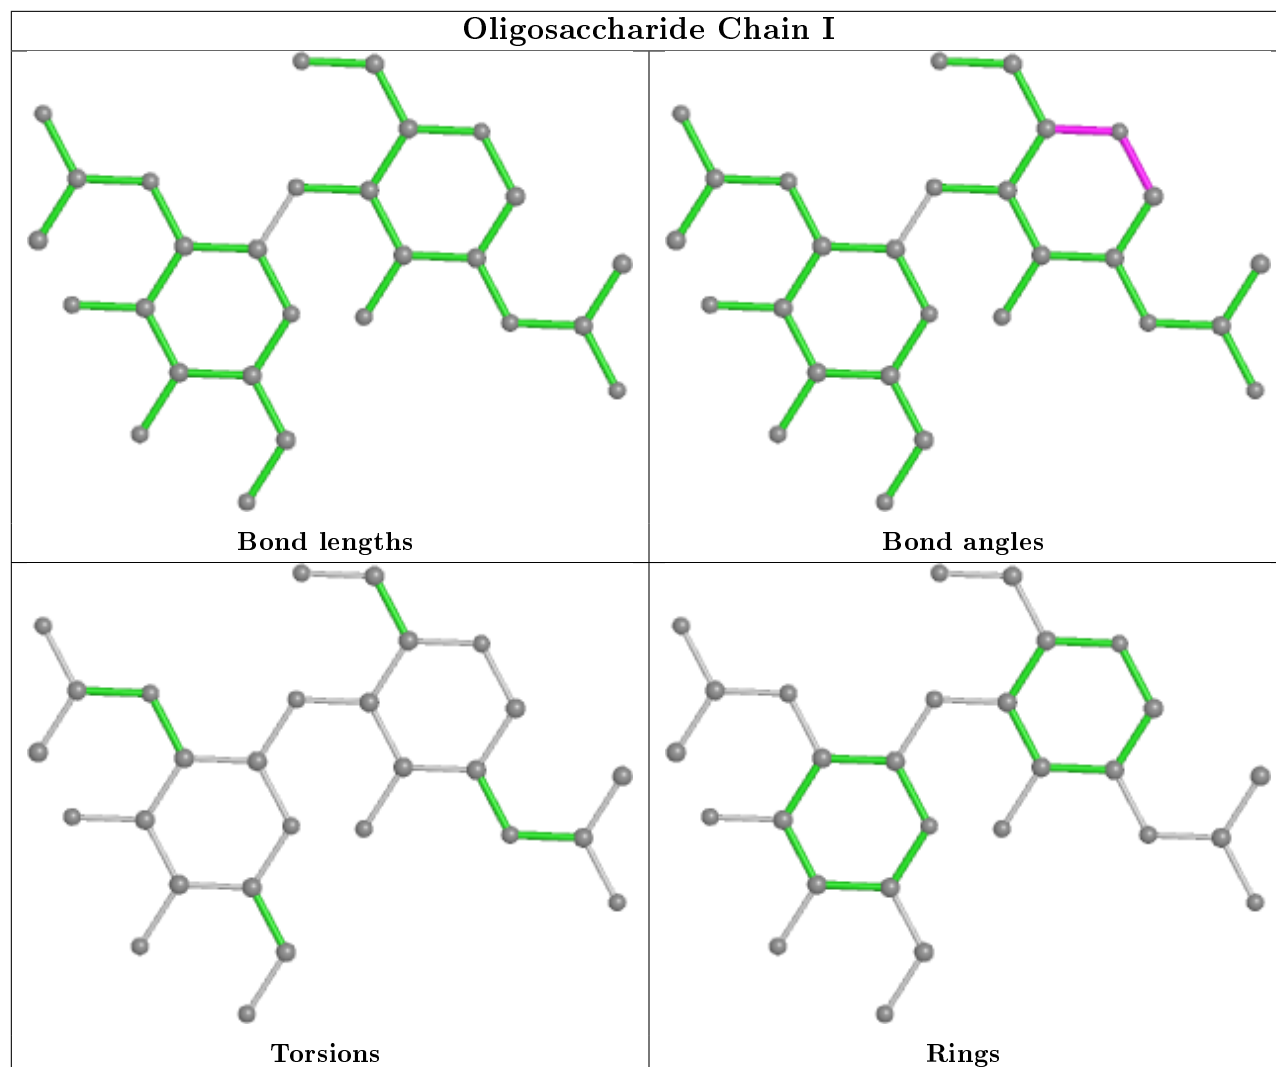 Oligosaccharide Chain I
Bond lengths
Bond angles
Torsions
Rings